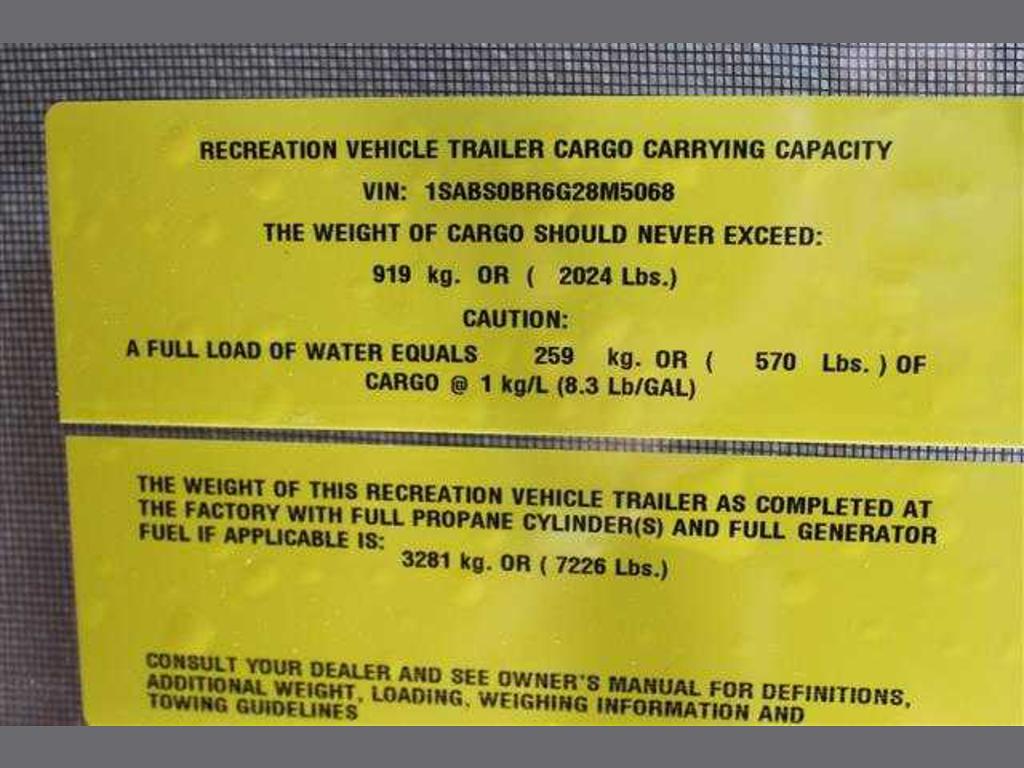 RECREATION VEHICLE TRAILER CARGO CARRYING CAPACITY
VIN: 1SABS0BR6G28M5068
THE WEIGHT OF CARGO SHOULD NEVER EXCEED:
919 kg. OR ( 2024 Lbs.)
CAUTION:
A FULL LOAD OF WATER EQUALS 259 kg. OR ( 570 Lbs. ) OF
CARGO @ 1 kg/L (8.3 Lb/GAL)
THE WEIGHT OF THIS RECREATION VEHICLE TRAILER AS COMPLETED AT
THE FACTORY WITH FULL PROPANE CYLINDER(S) AND FULL GENERATOR
FUEL IF APPLICABLE IS:
3281 kg. OR ( 7226 Lbs.)
CONSULT YOUR DEALER AND SEE OWNER'S MANUAL FOR DEFINITIONS,
ADDITIONAL WEIGHT, LOADING, WEIGHING INFORMATION AND
TOWING GUIDELINES